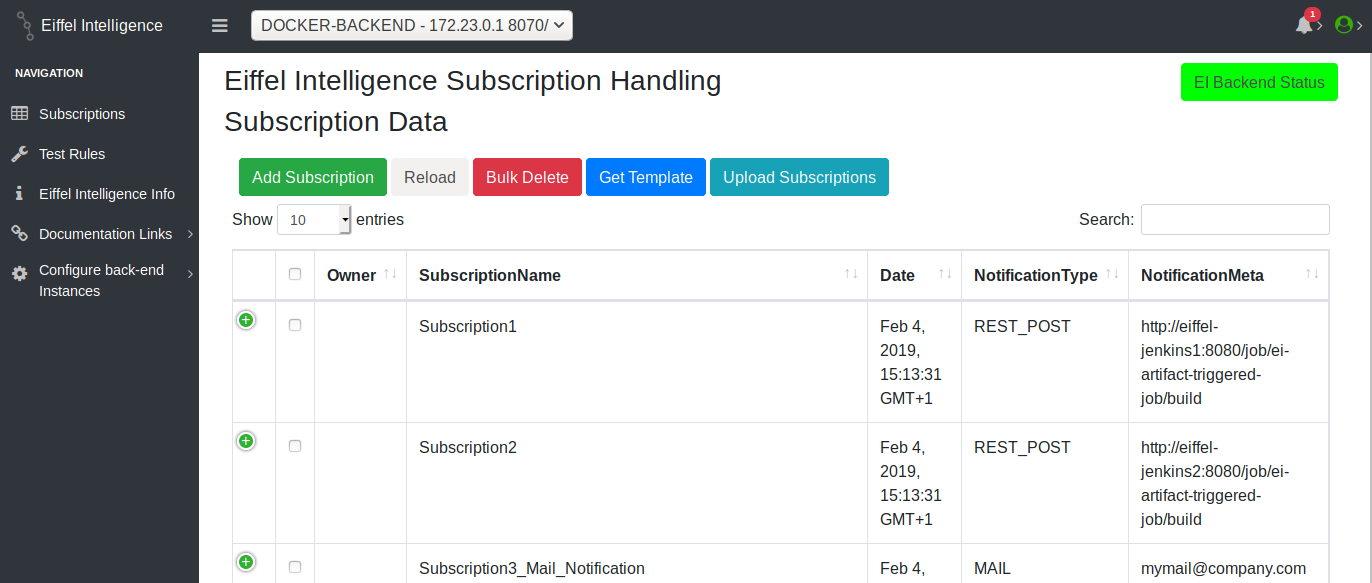 Eiffel Intelligence
DOCKER-BACKEND - 172.23.0.1 8070/
1
NAVIGATION
Subscriptions
Test Rules
Eiffel Intelligence Info
Documentation Links
Configure back-end
Instances
Eiffel Intelligence Subscription Handling
EI Backend Status
Subscription Data
Add Subscription Reload Bulk Delete Get Template Upload Subscriptions
Show 10 entries Search:
Owner SubscriptionName Date NotificationType NotificationMeta
Subscription1 Feb 4, REST_POST http://eiffel-
2019, jenkins1:8080/job/ei-
15:13:31 artifact-triggered-
GMT+1 job/build
Subscription2 Feb 4, REST_POST http://eiffel-
2019, jenkins2:8080/job/ei-
15:13:31 artifact-triggered-
GMT+1 job/build
Subscription3_Mail_Notification Feb 4, MAIL mymail@company.com